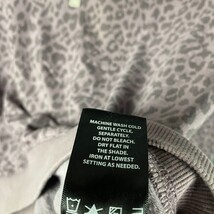 MACHINE WASH COLD
GENTLE CYCLE.
SEPARATELY.
DO NOT BLEACH.
DRY FLAT IN
THE SHADE.
IRON AT LOWEST
SETTING AS NEEDED.